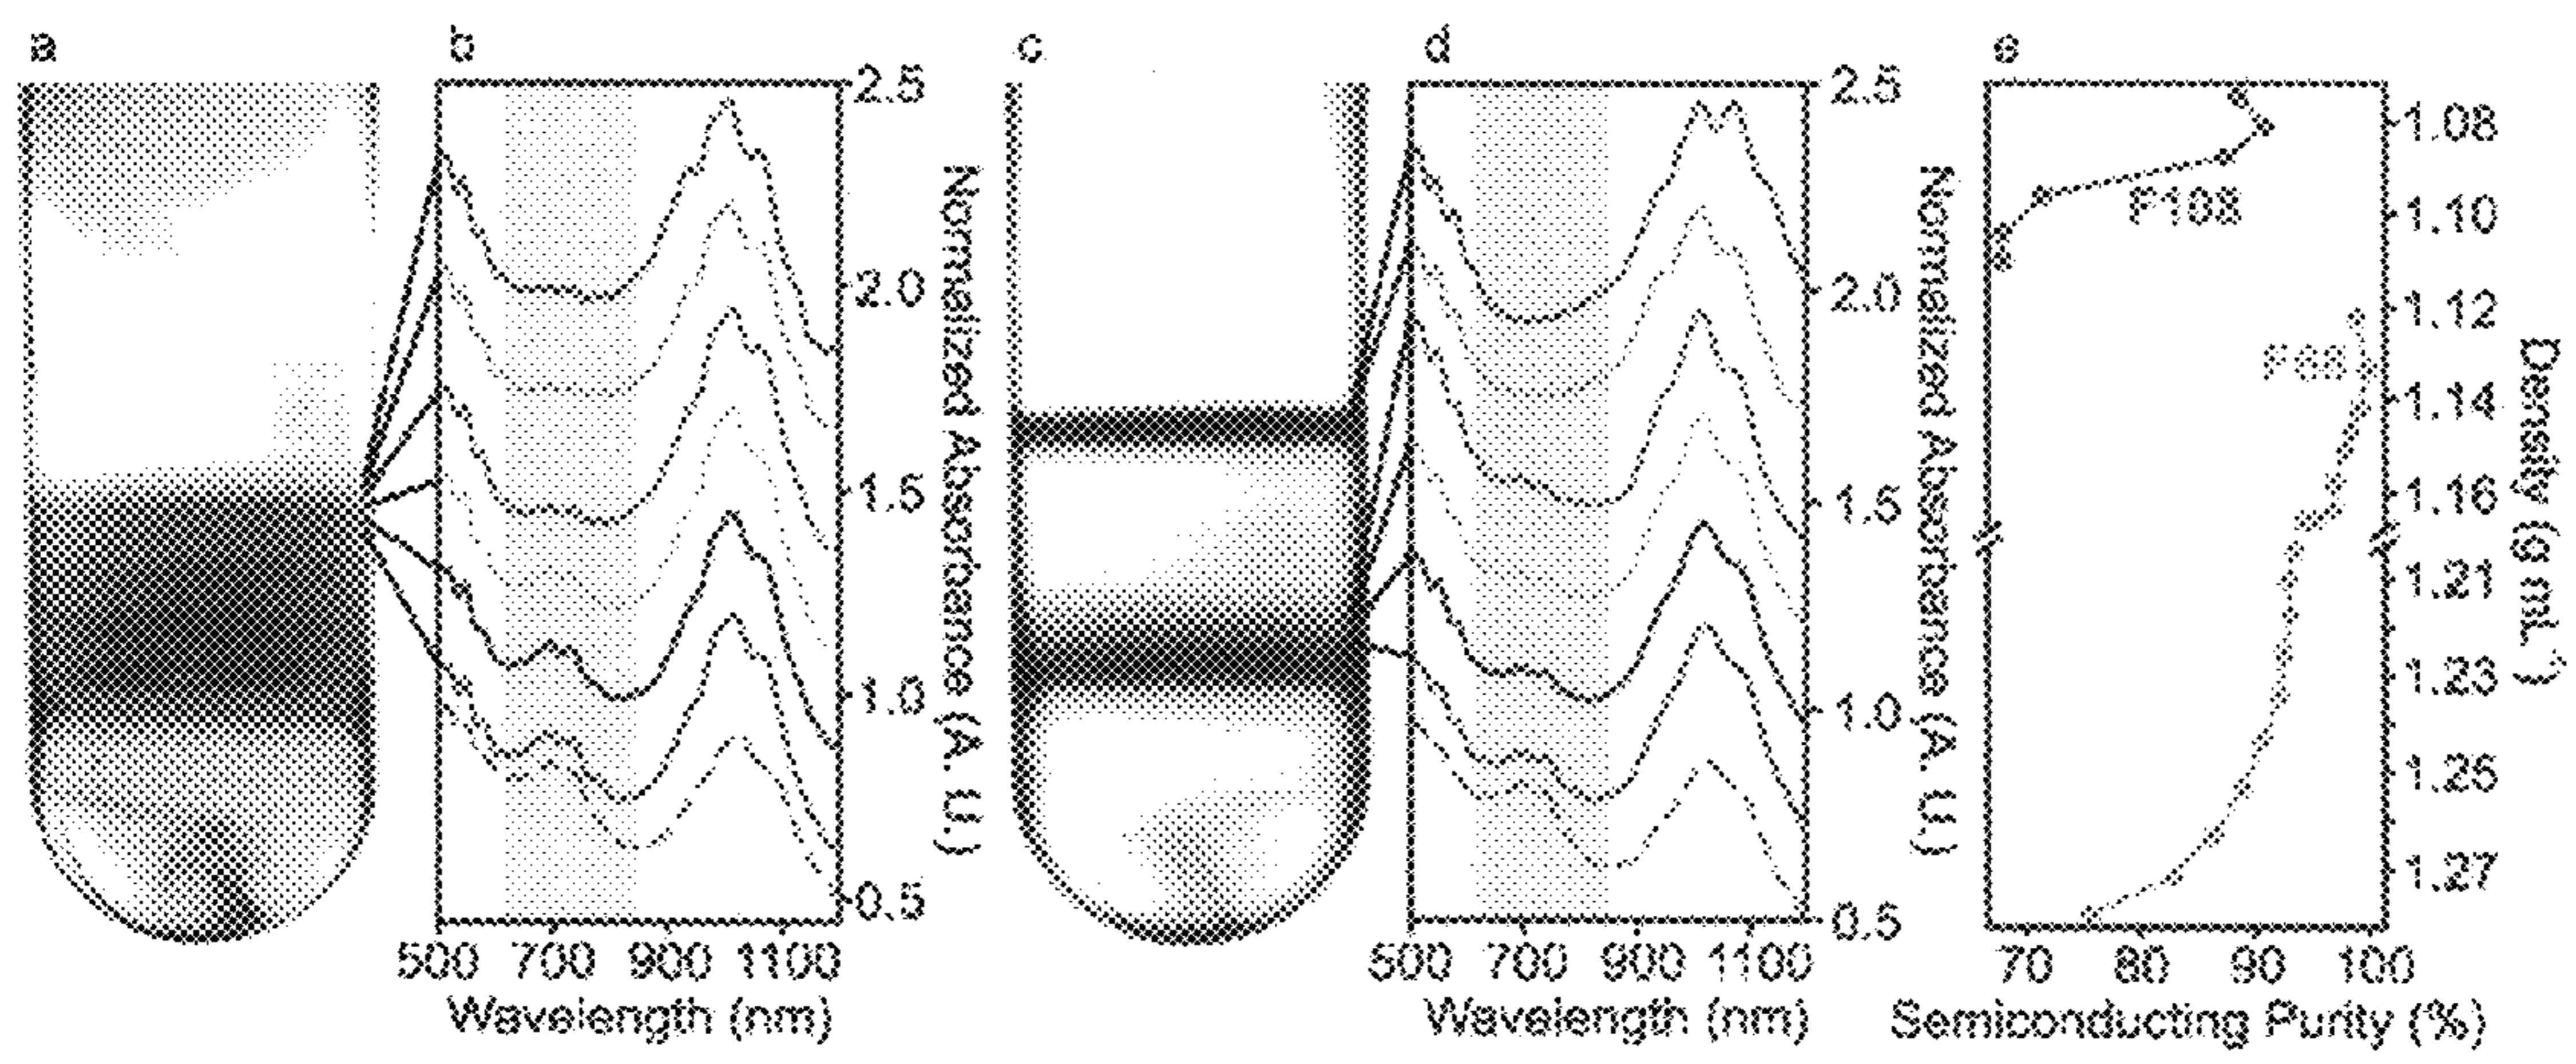 a
b
c
d
e
2.5
2.0
1.5
1.0
0.5
Normalized Absorbance (A. U.)
500 700 900 1100
Wavelength (nm)
2.5
2.0
1.5
1.0
0.5
Normalized Absorbance (A. U.)
500 700 900 1100
Wavelength (nm)
F108
F68
1.08
1.10
1.12
1.14
1.16
1.21
1.23
1.25
1.27
Density (g mL⁻¹)
70 80 90 100
Semiconducting Purity (%)